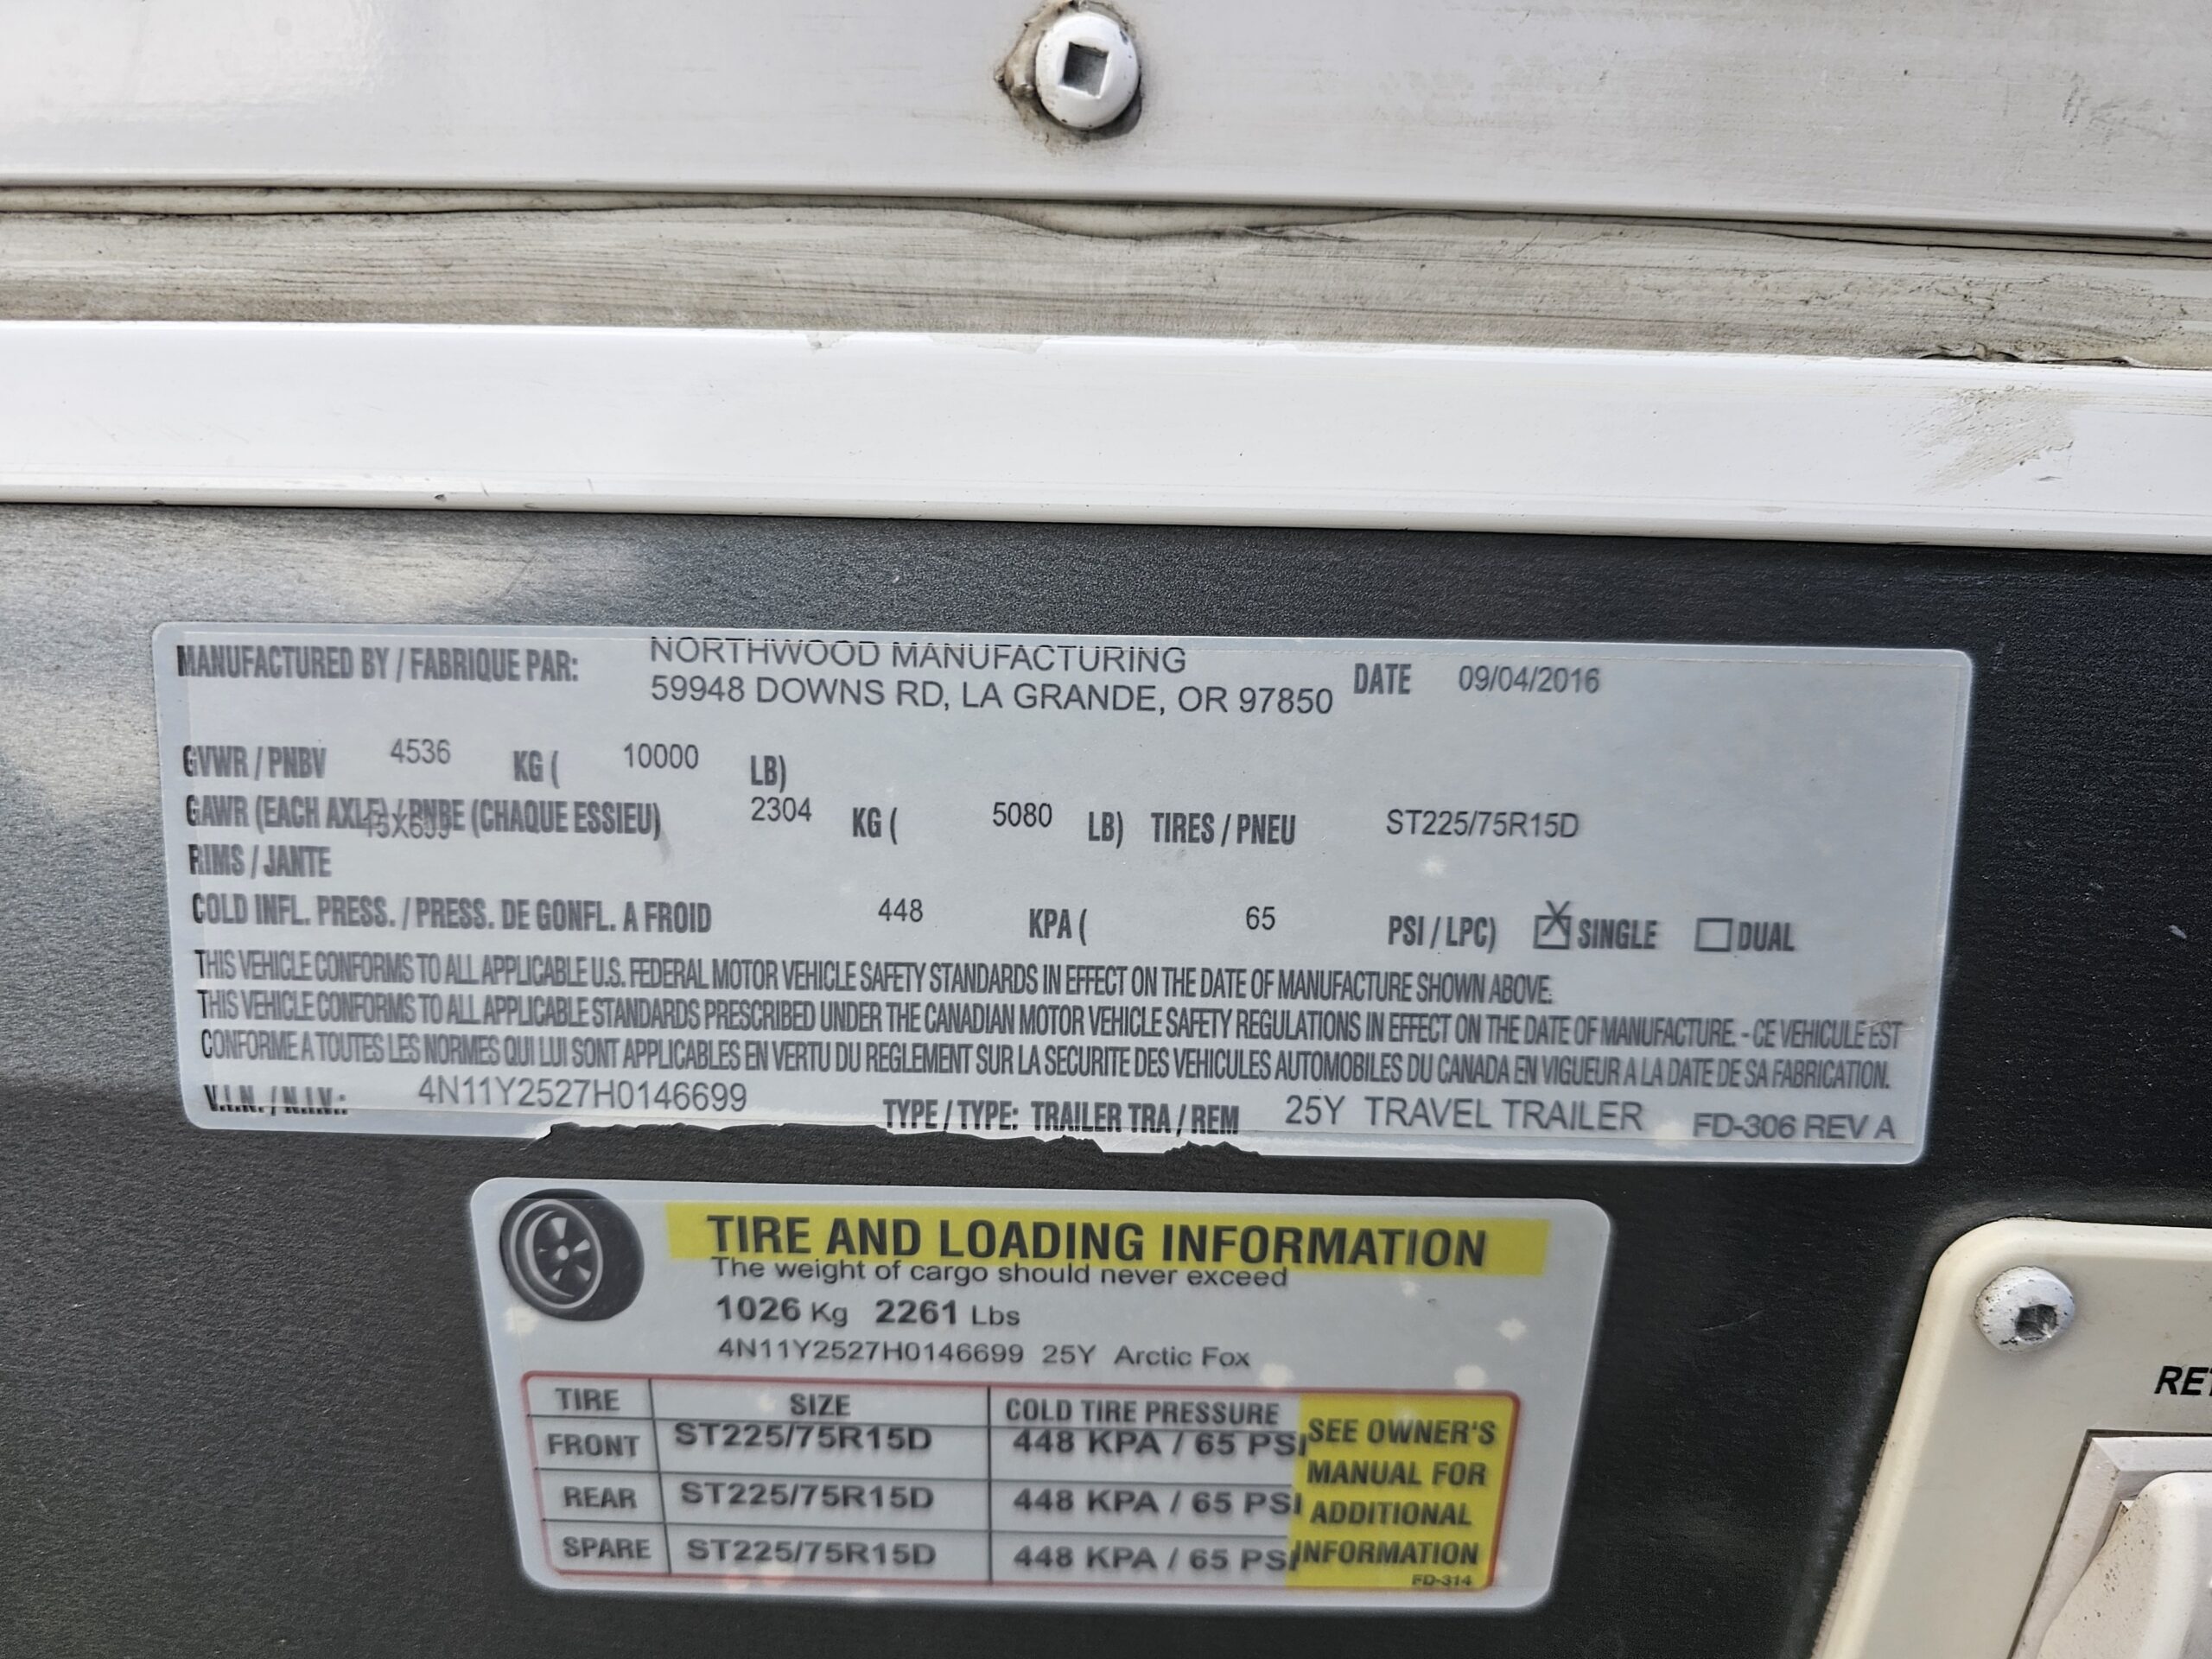 MANUFACTURED BY / FABRIQUE PAR: NORTHWOOD MANUFACTURING
59948 DOWNS RD, LA GRANDE, OR 97850 DATE 09/04/2016
GVWR / PNBV 4536 KG ( 10000 LB)
GAWR (EACH AXLE) / PNBE (CHAQUE ESSIEU) 2304 KG ( 5080 LB) TIRES / PNEU ST225/75R15D
RIMS / JANTE
COLD INFL. PRESS. / PRESS. DE GONFL. A FROID 448 KPA ( 65 PSI / LPC) X SINGLE DUAL
THIS VEHICLE CONFORMS TO ALL APPLICABLE U.S. FEDERAL MOTOR VEHICLE SAFETY STANDARDS IN EFFECT ON THE DATE OF MANUFACTURE SHOWN ABOVE.
THIS VEHICLE CONFORMS TO ALL APPLICABLE STANDARDS PRESCRIBED UNDER THE CANADIAN MOTOR VEHICLE SAFETY REGULATIONS IN EFFECT ON THE DATE OF MANUFACTURE. - CE VEHICULE EST
CONFORME A TOUTES LES NORMES QUI LUI SONT APPLICABLES EN VERTU DU REGLEMENT SUR LA SECURITE DES VEHICULES AUTOMOBILES DU CANADA EN VIGUEUR A LA DATE DE SA FABRICATION.
V.I.N. / N.I.V.: 4N11Y2527H0146699 TYPE / TYPE: TRAILER TRA / REM 25Y TRAVEL TRAILER FD-306 REV A
TIRE AND LOADING INFORMATION
The weight of cargo should never exceed
1026 Kg 2261 Lbs
4N11Y2527H0146699 25Y Arctic Fox
TIRE SIZE COLD TIRE PRESSURE
FRONT ST225/75R15D 448 KPA / 65 PSI
REAR ST225/75R15D 448 KPA / 65 PSI
SPARE ST225/75R15D 448 KPA / 65 PSI
SEE OWNER'S
MANUAL FOR
ADDITIONAL
INFORMATION
FD-314